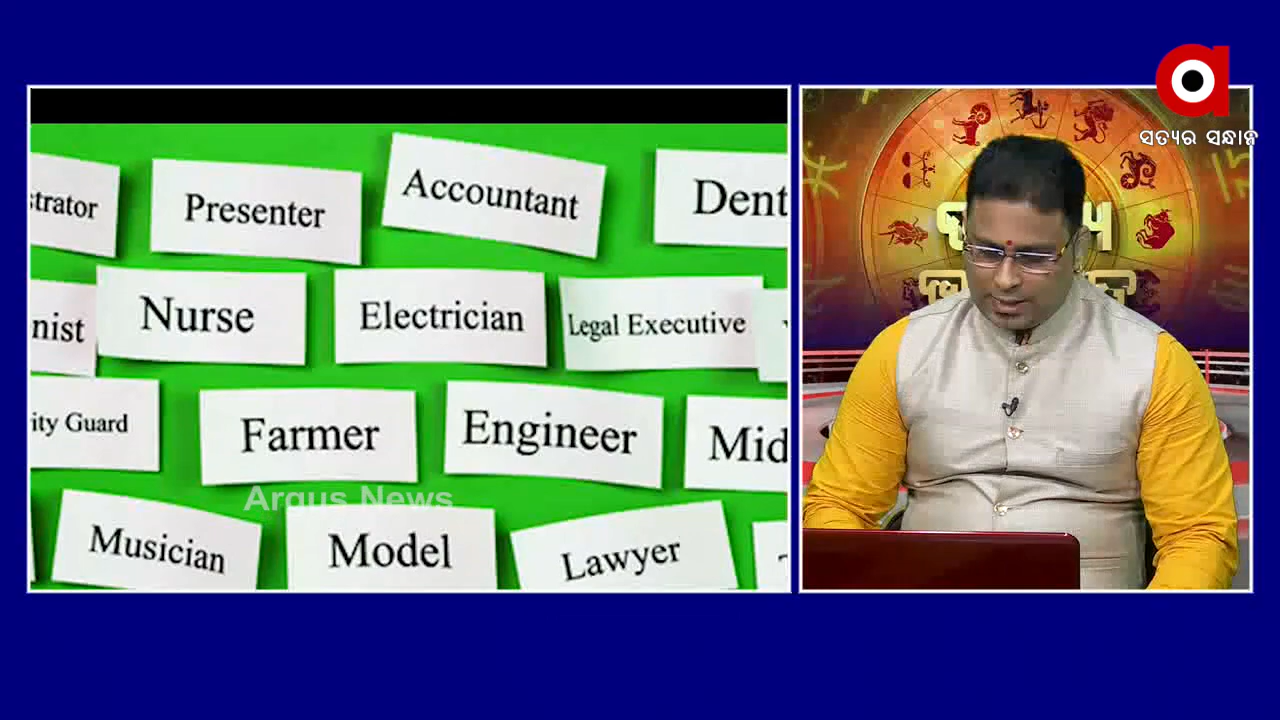 ସତ୍ୟର ସନ୍ଧାନ
strator
Presenter
Accountant
Dent
nist
Nurse
Electrician
Legal Executive
ity Guard
Farmer
Engineer
Mid
Argus News
Musician
Model
Lawyer